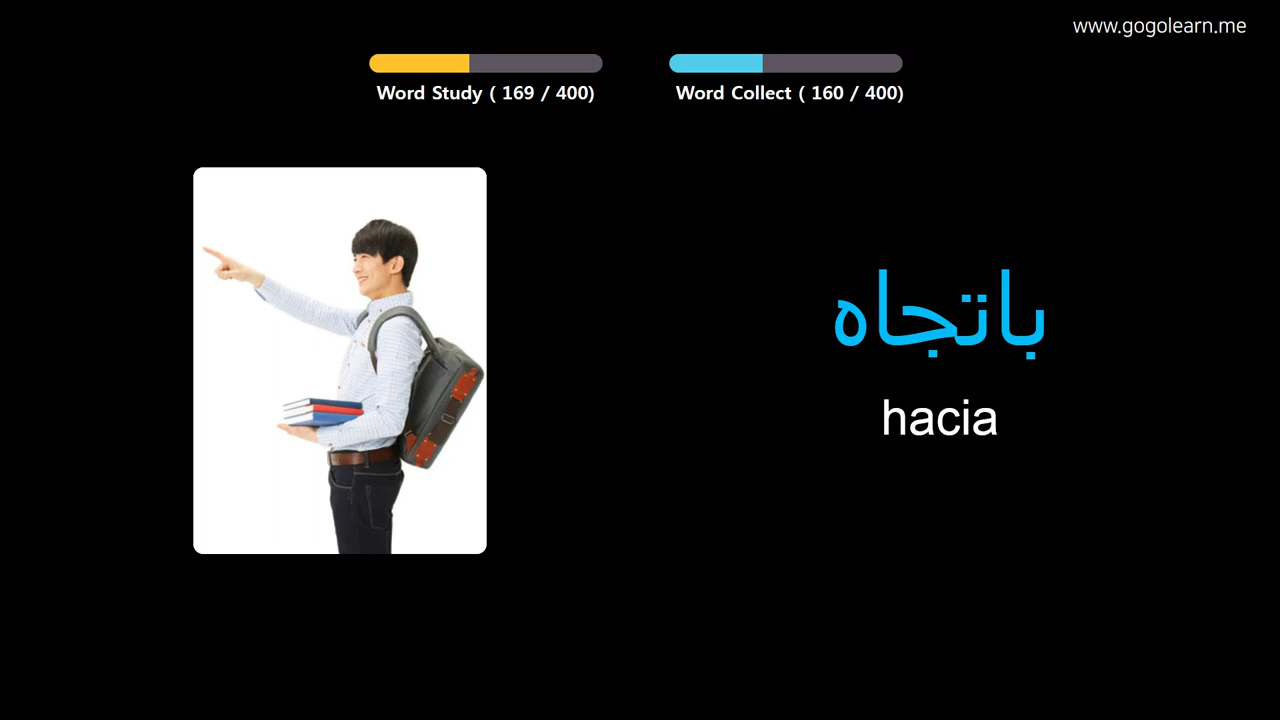 www.gogolearn.me
Word Study ( 169 / 400)
Word Collect ( 160 / 400)
باتجاه
hacia